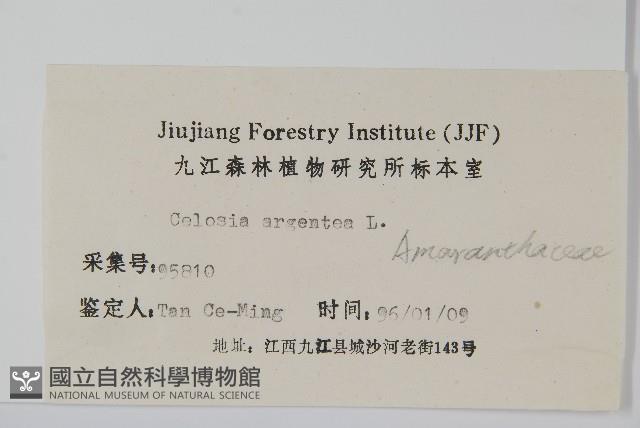 Jiujiang Forestry Institute (JJF)
九江森林植物研究所标本室
Celosia argentea L.
Amaranthaceae
采集号:95810
鉴定人:Tan Ce-Ming 时间:96/01/09
地址: 江西九江县城沙河老街143号
國立自然科學博物館
NATIONAL MUSEUM OF NATURAL SCIENCE